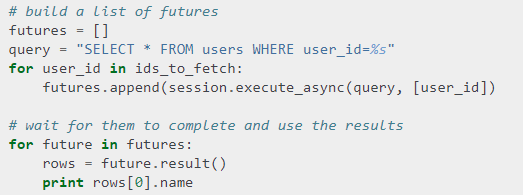 # build a list of futures
futures = []
query = "SELECT * FROM users WHERE user_id=%s"
for user_id in ids_to_fetch:
    futures.append(session.execute_async(query, [user_id])
# wait for them to complete and use the results
for future in futures:
    rows = future.result()
    print rows[0].name